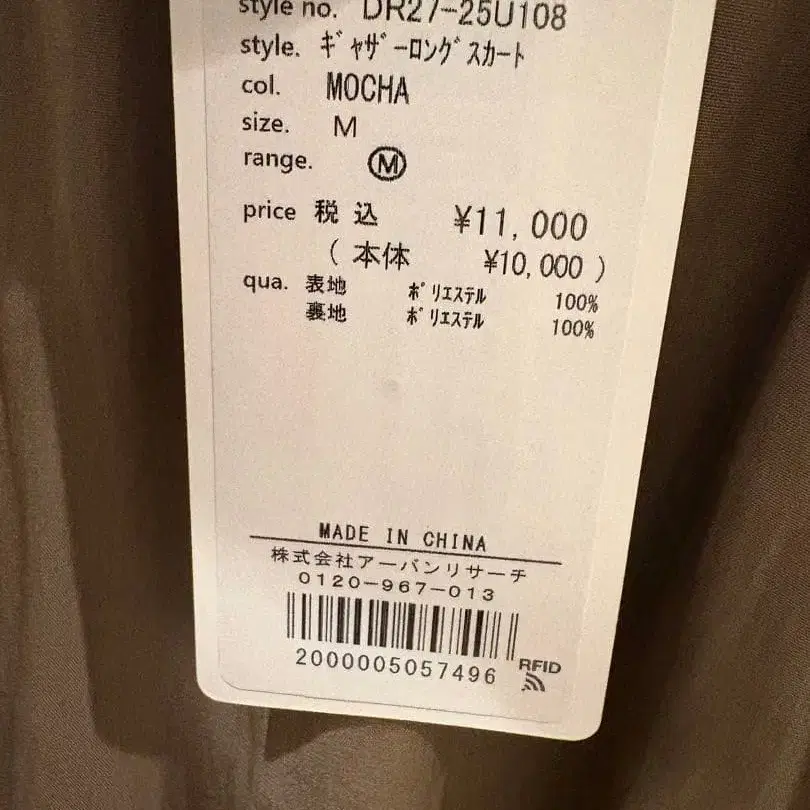 style no. DR27-25U108
style. ｷﾞｬｻﾞｰﾛﾝｸﾞｽｶｰﾄ
col. MOCHA
size. M
range. Ⓜ
price 税込 ¥11,000
( 本体 ¥10,000 )
qua. 表地 ﾎﾟﾘｴｽﾃﾙ 100%
裏地 ﾎﾟﾘｴｽﾃﾙ 100%
MADE IN CHINA
株式会社アーバンリサーチ
0120-967-013
2000005057496
RFID